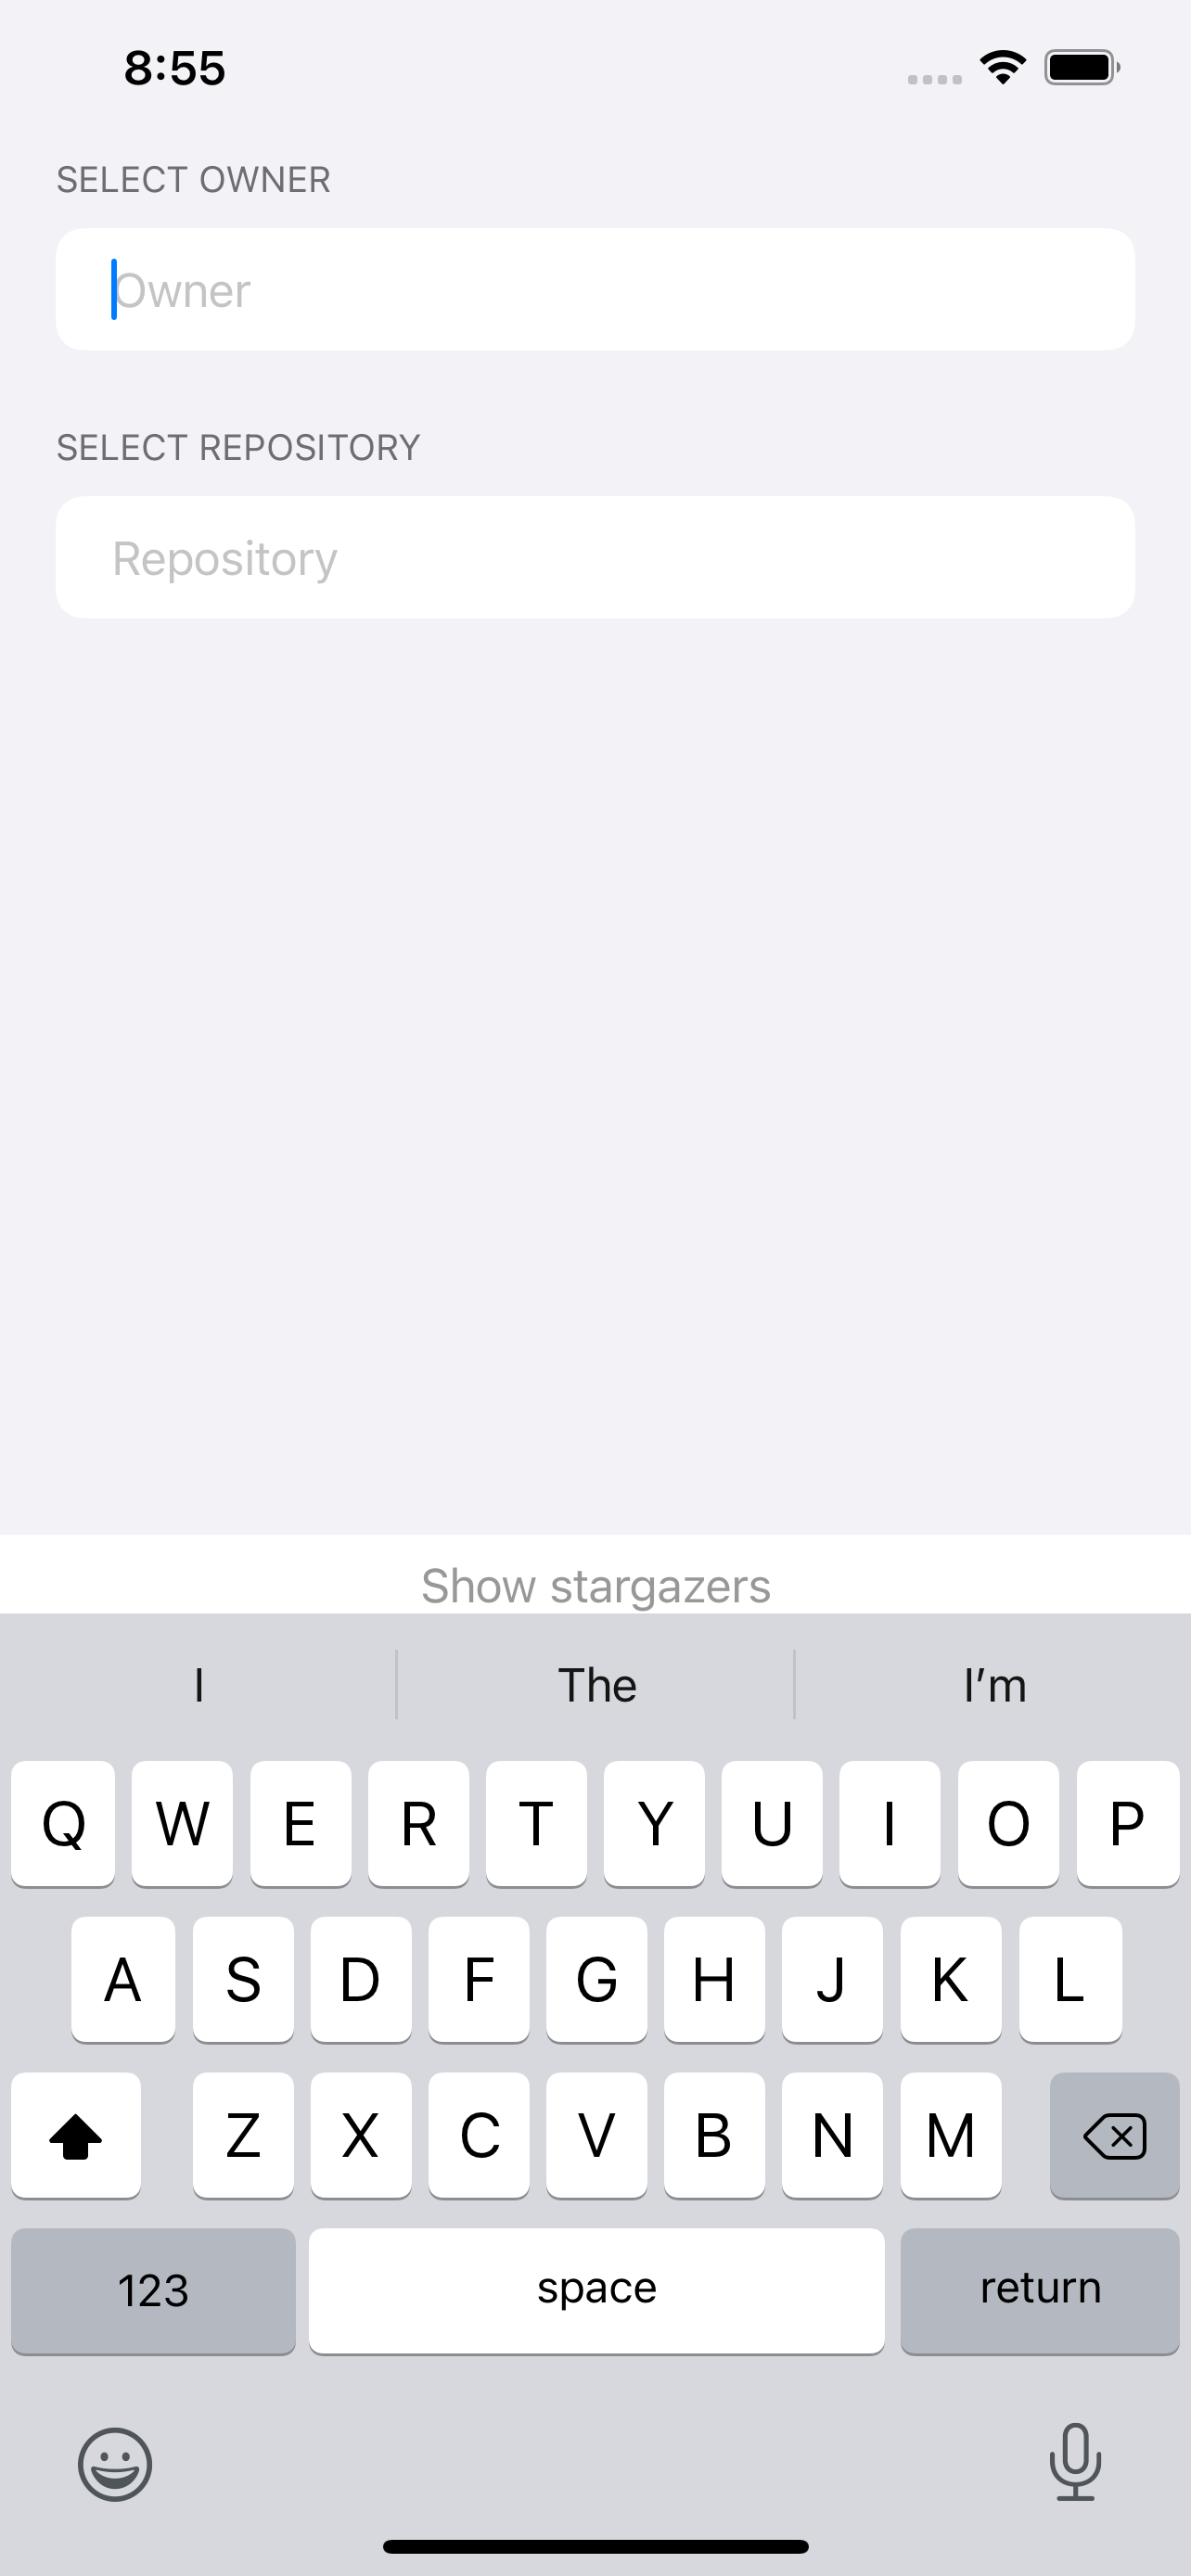 8:55
SELECT OWNER
Owner
SELECT REPOSITORY
Repository
Show stargazers
I The I’m
Q W E R T Y U I O P
A S D F G H J K L
Z X C V B N M
123 space return